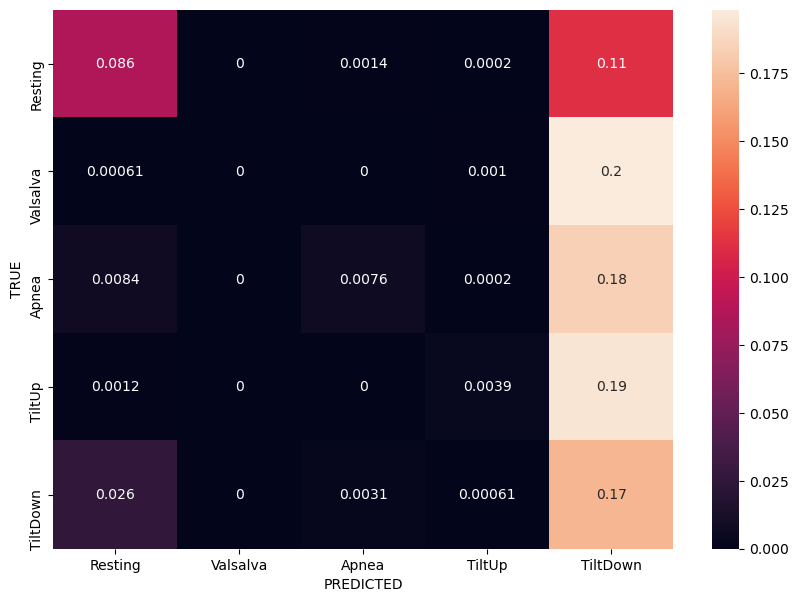 0.086 0 0.0014 0.0002 0.11
0.00061 0 0 0.001 0.2
0.0084 0 0.0076 0.0002 0.18
0.0012 0 0 0.0039 0.19
0.026 0 0.0031 0.00061 0.17
Resting
Valsalva
Apnea
TiltUp
TiltDown
TRUE
Resting Valsalva Apnea TiltUp TiltDown
PREDICTED
0.175
0.150
0.125
0.100
0.075
0.050
0.025
0.000